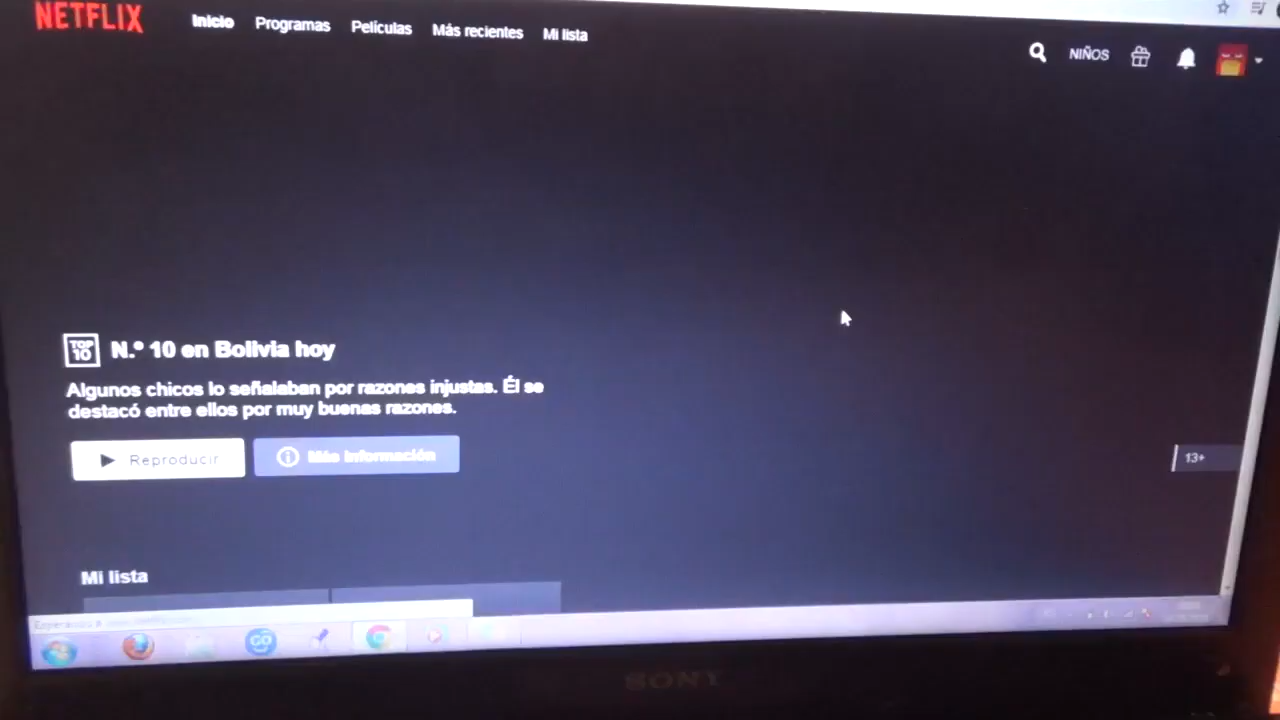 NETFLIX
Inicio
Programas
Películas
Más recientes
Mi lista
NIÑOS
TOP 10
N.º 10 en Bolivia hoy
Algunos chicos lo señalaban por razones injustas. Él se
destacó entre ellos por muy buenas razones.
Reproducir
Más información
13+
Mi lista
Esperando a
GO
SONY